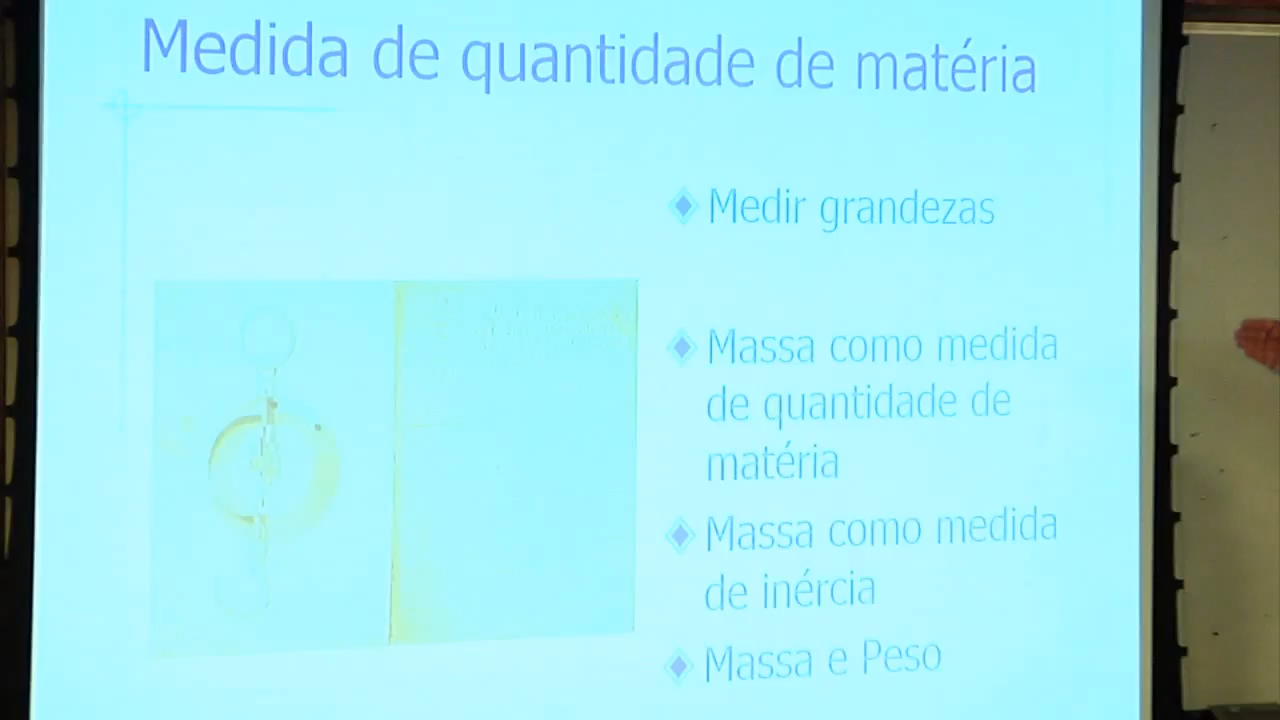 Medida de quantidade de matéria
Medir grandezas
Massa como medida
de quantidade de
matéria
Massa como medida
de inércia
Massa e Peso